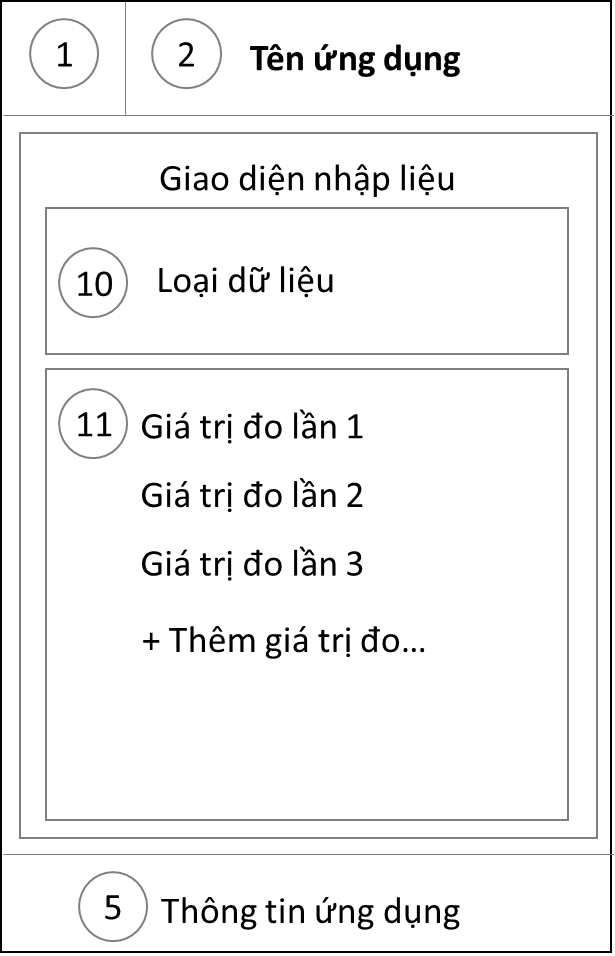 1 2 Tên ứng dụng
Giao diện nhập liệu
10 Loại dữ liệu
11 Giá trị đo lần 1
Giá trị đo lần 2
Giá trị đo lần 3
+ Thêm giá trị đo...
5 Thông tin ứng dụng